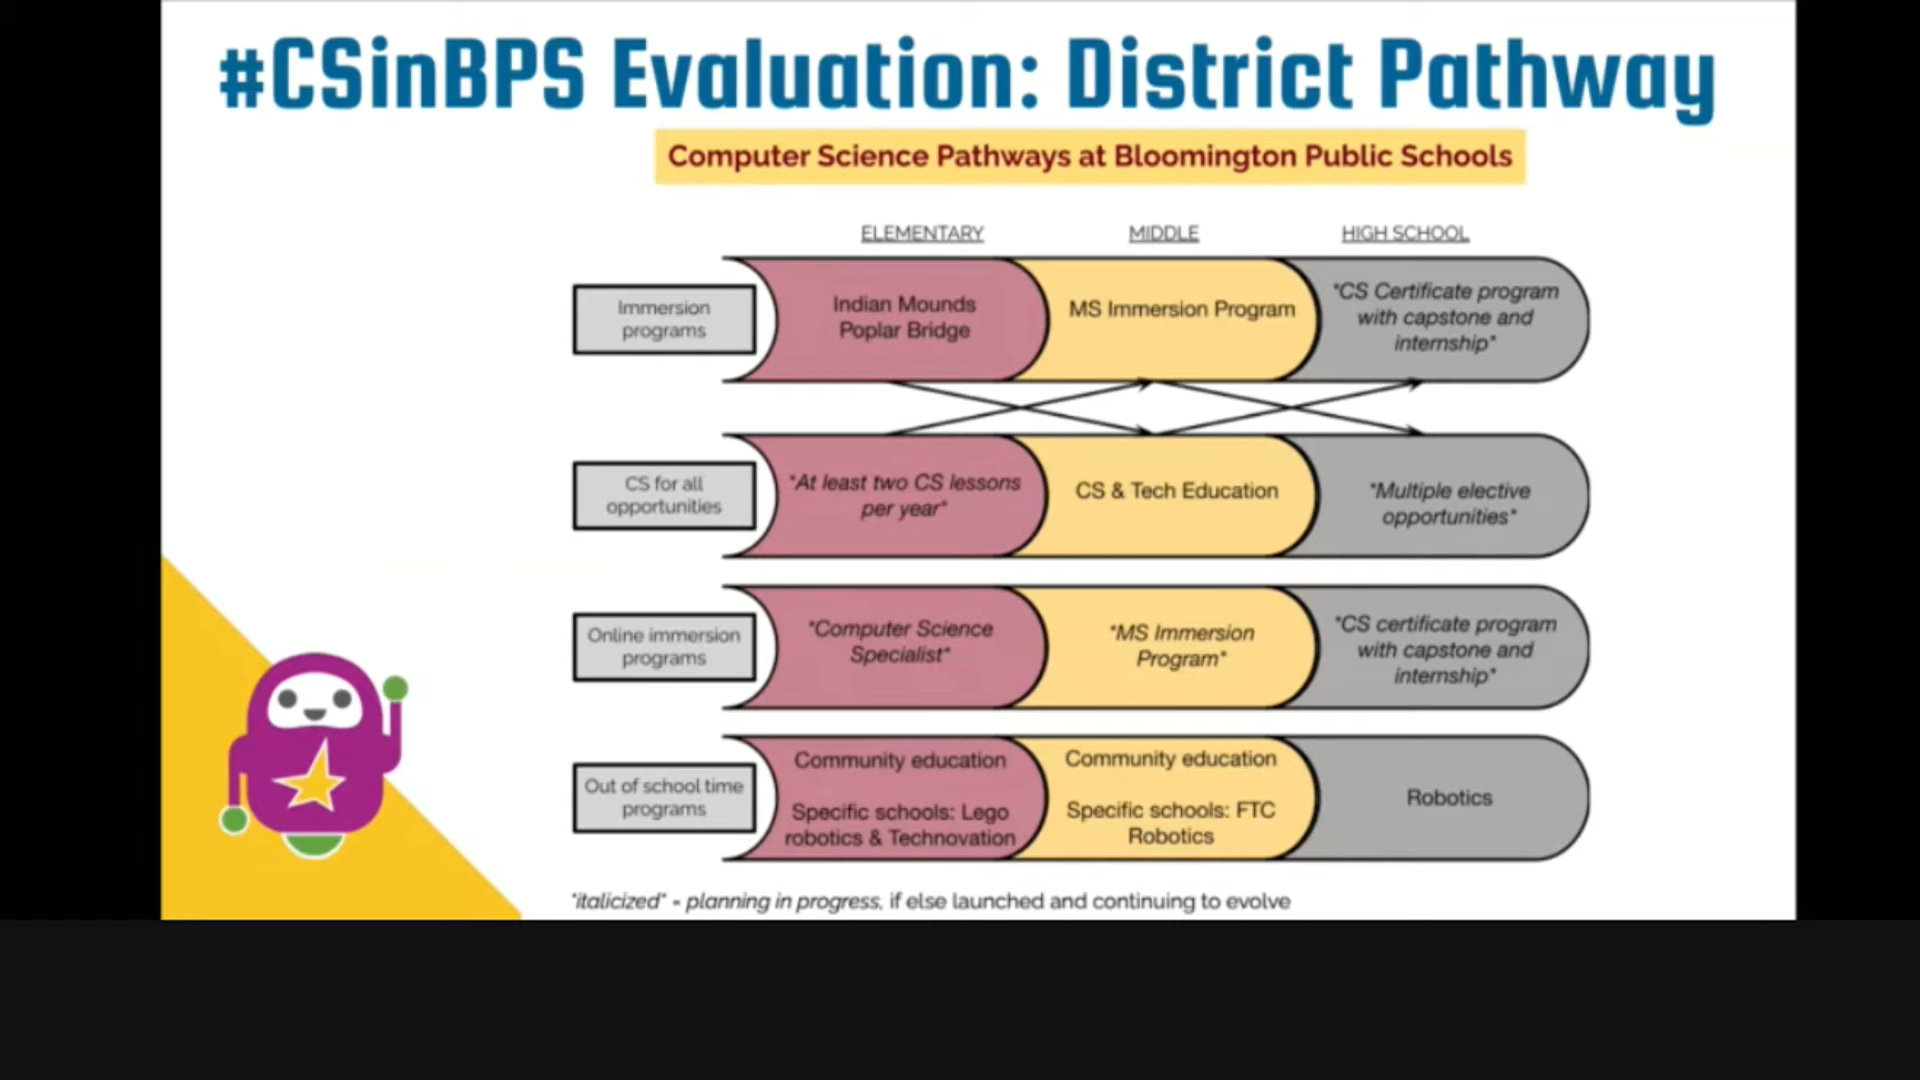 #CSinBPS Evaluation: District Pathway
Computer Science Pathways at Bloomington Public Schools
ELEMENTARY
MIDDLE
HIGH SCHOOL
Immersion
programs
Indian Mounds
Poplar Bridge
MS Immersion Program
*CS Certificate program
with capstone and
internship*
CS for all
opportunities
*At least two CS lessons
per year*
CS & Tech Education
*Multiple elective
opportunities*
Online immersion
programs
*Computer Science
Specialist*
*MS Immersion
Program*
*CS certificate program
with capstone and
internship*
Out of school time
programs
Community education
Specific schools: Lego
robotics & Technovation
Community education
Specific schools: FTC
Robotics
Robotics
*italicized* = planning in progress, if else launched and continuing to evolve